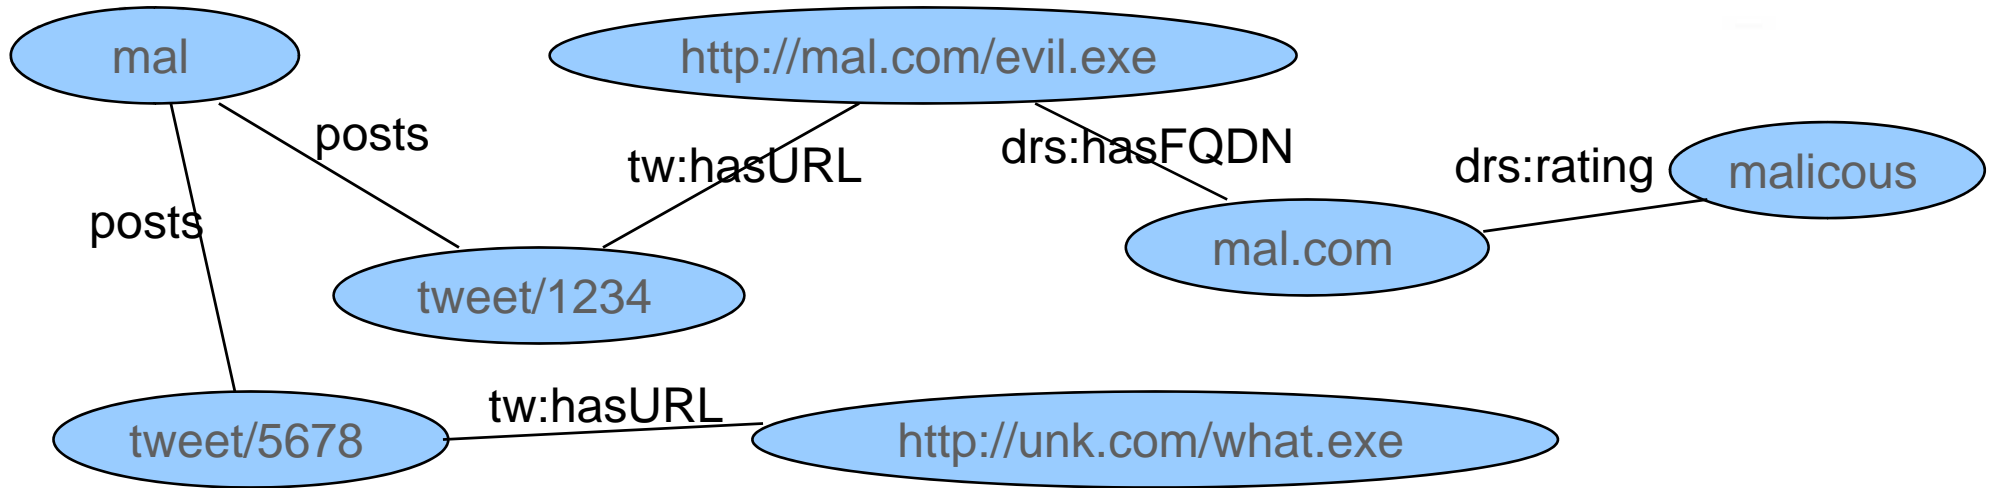 mal
http://mal.com/evil.exe
posts
tw:hasURL
drs:hasFQDN
drs:rating
malicous
posts
mal.com
tweet/1234
tw:hasURL
tweet/5678
http://unk.com/what.exe